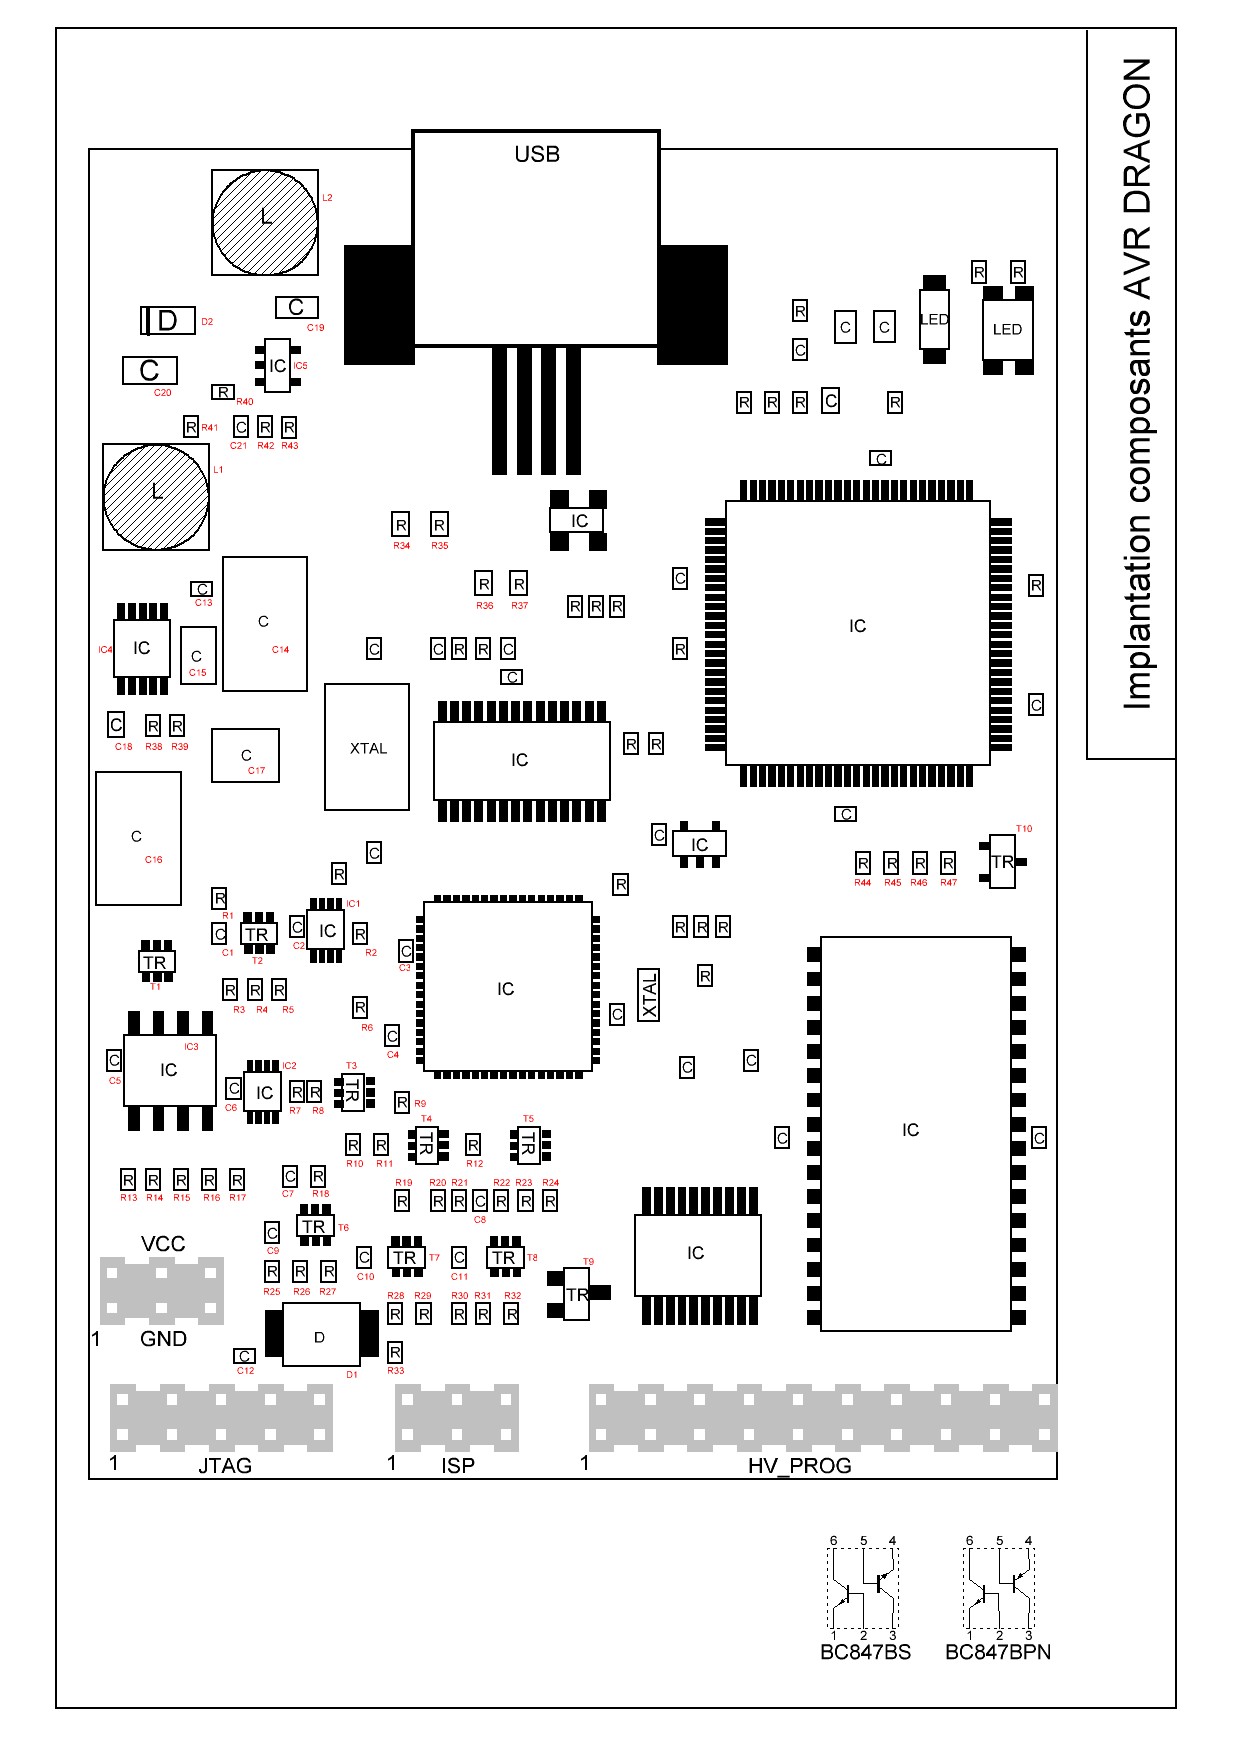 Implantation composants AVR DRAGON
USB
L L2
R R
D D2
C C19
R C C LED LED
C
IC IC5
C C20
R R40
R R R C R
R R41 C C21 R R42 R R43
C
L L1
R R34 R R35
IC
C C13
R R36 R R37
C
R
R R R
C C14
IC4 IC
C C15
IC
C C R R C
R
C
C
C C18 R R38 R R39
XTAL
C C17
IC
R R
C C16
C
IC
C
T10
TR
C
R
R R R R
R44 R45 R46 R47
R
R R1
IC1
IC
C C1
TR T2
C C2
R R2
C C3
R R R
TR T1
IC
R
XTAL
R R R
R3 R4 R5
R R6
C
C C4
IC3
IC
C C5
IC2
IC
C C6
R R
R7 R8
T3
TR
C C
R R9
IC
T4
TR
T5
TR
R R
R10 R11
R R12
C C
R R R R R
R13 R14 R15 R16 R17
C C7 R R18
R19 R20 R21 R22 R23 R24
R R R C R R R
C8
TR T6
C C9
VCC
C C10
TR T7
C C11
TR T8
T9
TR
IC
R R R
R25 R26 R27
R28 R29 R30 R31 R32
R R R R R
1 GND
D
D1
C C12
R R33
1 JTAG
1 ISP
1 HV_PROG
6 5 4
1 2 3
BC847BS
6 5 4
1 2 3
BC847BPN